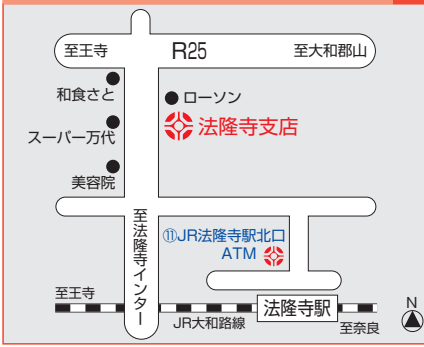 至王寺
R25
至大和郡山
和食さと
ローソン
法隆寺支店
スーパー万代
美容院
至法隆寺インター
⑪JR法隆寺駅北口
ATM
至王寺
法隆寺駅
JR大和路線
至奈良
N